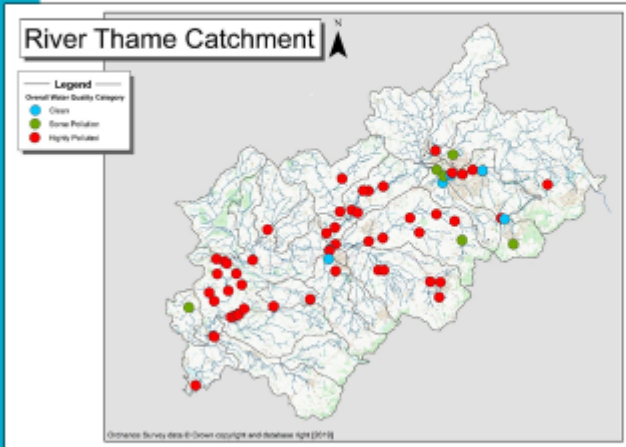 River Thame Catchment
N
Legend
Overall Water Quality Category
Clean
Some Pollution
Highly Polluted
Ordnance Survey data © Crown copyright and database right [2019]